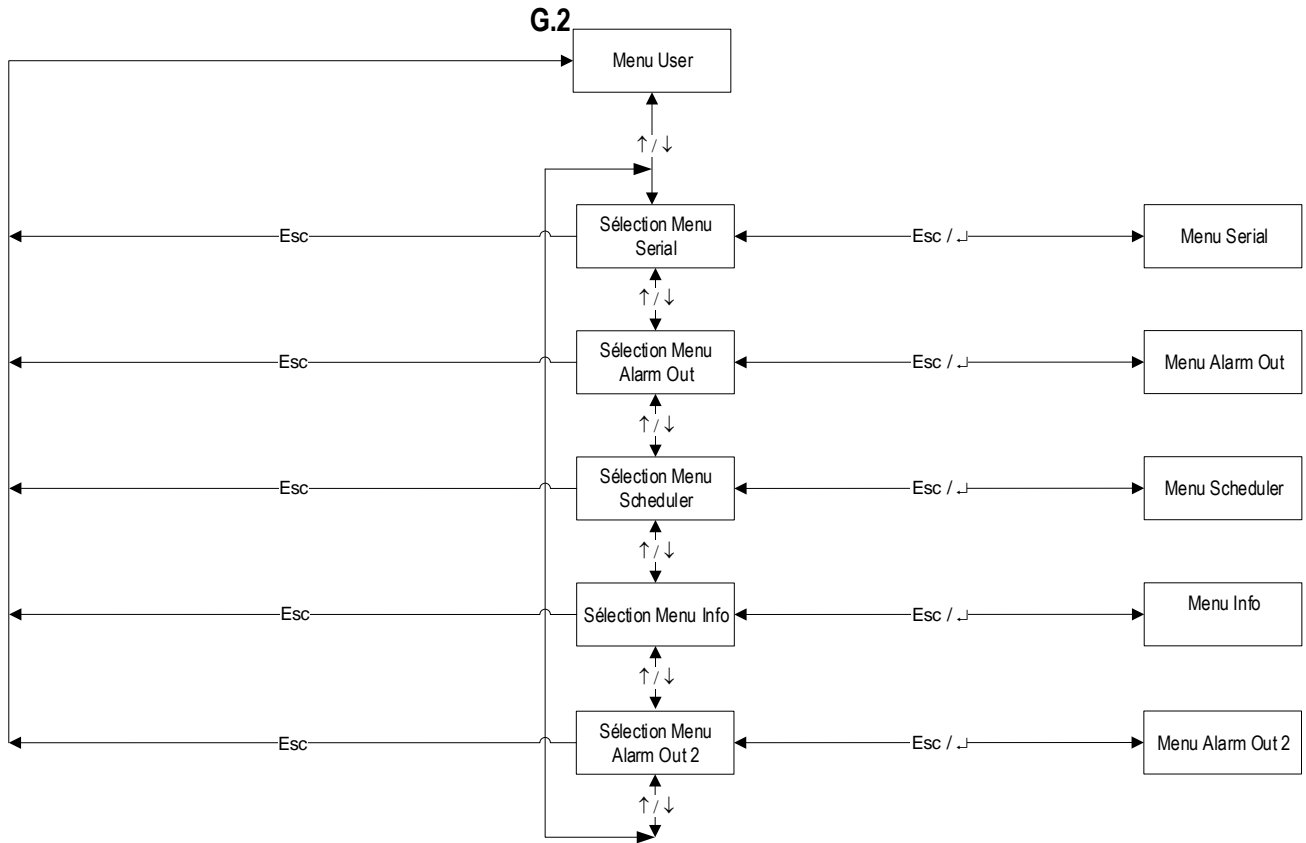 G.2
Menu User
↑ / ↓
Esc
Sélection Menu
Serial
Esc / ↵
Menu Serial
↑ / ↓
Esc
Sélection Menu
Alarm Out
Esc / ↵
Menu Alarm Out
↑ / ↓
Esc
Sélection Menu
Scheduler
Esc / ↵
Menu Scheduler
↑ / ↓
Esc
Sélection Menu Info
Esc / ↵
Menu Info
↑ / ↓
Esc
Sélection Menu
Alarm Out 2
Esc / ↵
Menu Alarm Out 2
↑ / ↓